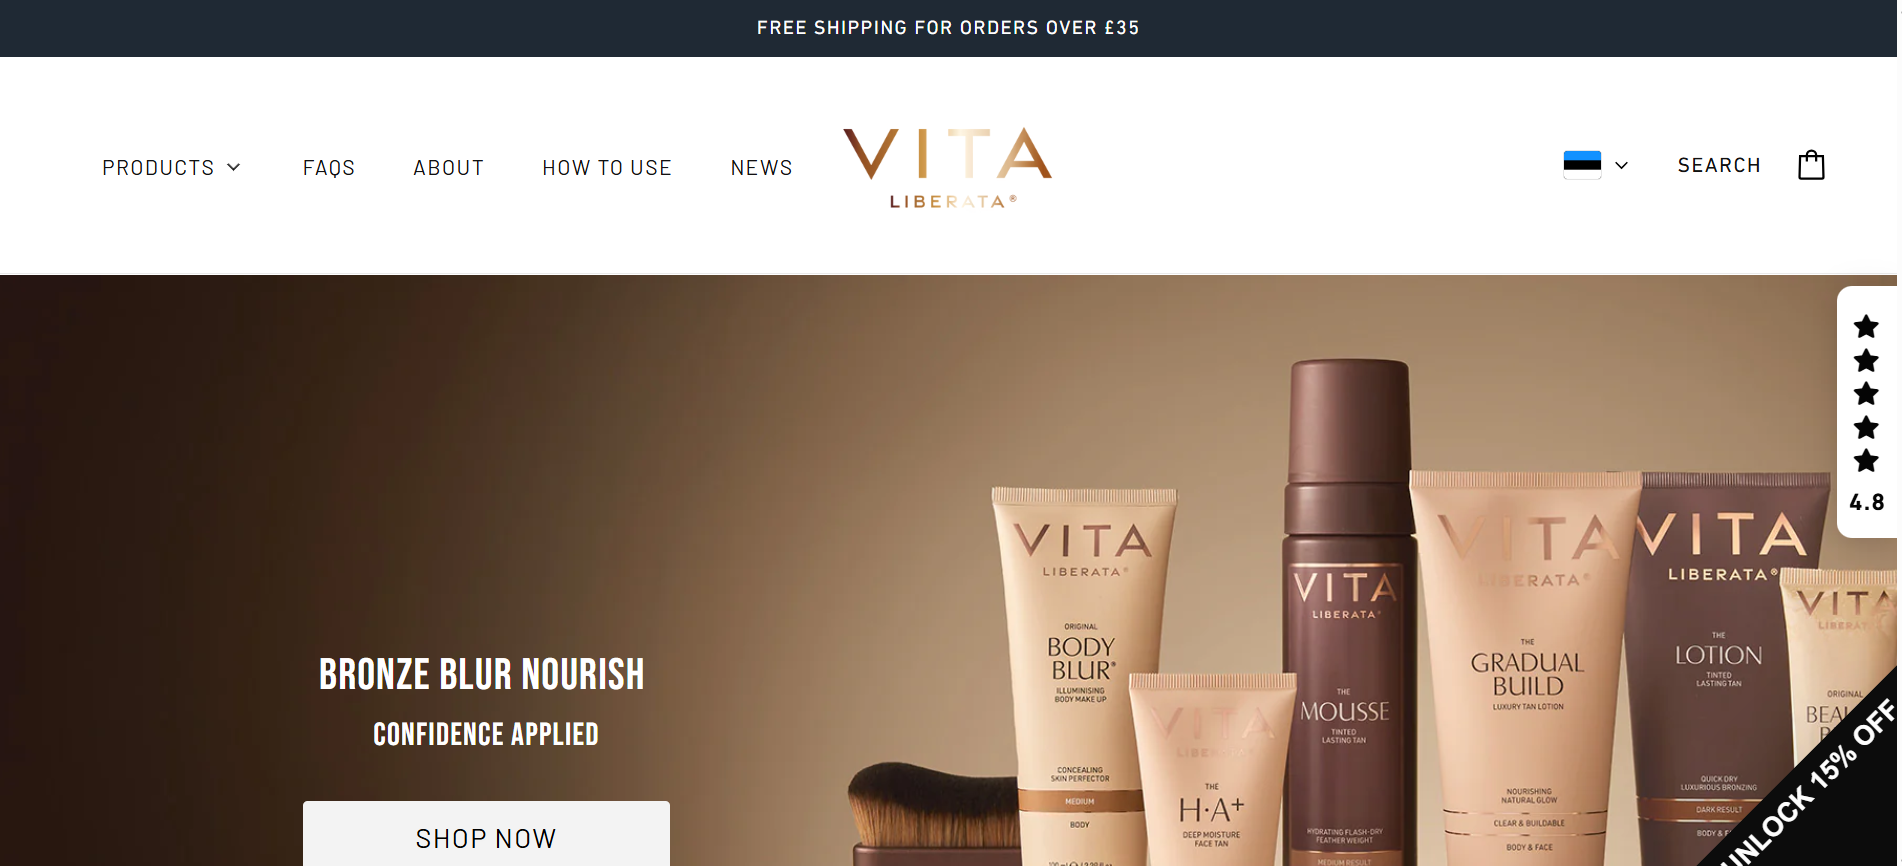 FREE SHIPPING FOR ORDERS OVER £35
PRODUCTS
FAQS
ABOUT
HOW TO USE
NEWS
VITA
LIBERATA®
SEARCH
4.8
BRONZE BLUR NOURISH
CONFIDENCE APPLIED
SHOP NOW
VITA
LIBERATA®
ORIGINAL
BODY
BLUR®
ILLUMINISING
BODY MAKE UP
CONCEALING
SKIN PERFECTOR
MEDIUM
BODY
VITA
LIBERATA
THE
H·A+
DEEP MOISTURE
FACE TAN
VITA
LIBERATA®
THE
MOUSSE
TINTED
LASTING TAN
HYDRATING FLASH-DRY
FEATHER WEIGHT
MEDIUM RESULT
VITA
LIBERATA®
THE
GRADUAL
BUILD
LUXURY TAN LOTION
NOURISHING
NATURAL GLOW
CLEAR & BUILDABLE
BODY & FACE
VITA
LIBERATA®
THE
LOTION
TINTED
LASTING TAN
QUICK DRY
LUXURIOUS BRONZING
DARK RESULT
BODY &
VITA
LIBERATA
ORIGINAL
UNLOCK 15% OFF